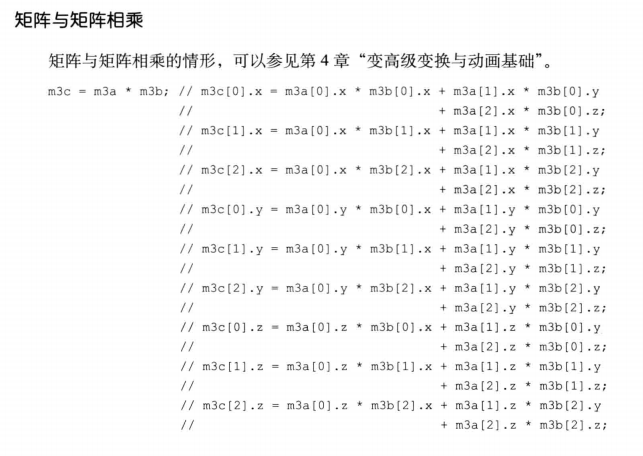 矩阵与矩阵相乘
矩阵与矩阵相乘的情形，可以参见第 4 章“变高级变换与动画基础”。
m3c = m3a * m3b; // m3c[0].x = m3a[0].x * m3b[0].x + m3a[1].x * m3b[0].y
// + m3a[2].x * m3b[0].z;
// m3c[1].x = m3a[0].x * m3b[1].x + m3a[1].x * m3b[1].y
// + m3a[2].x * m3b[1].z;
// m3c[2].x = m3a[0].x * m3b[2].x + m3a[1].x * m3b[2].y
// + m3a[2].x * m3b[2].z;
// m3c[0].y = m3a[0].y * m3b[0].x + m3a[1].y * m3b[0].y
// + m3a[2].y * m3b[0].z;
// m3c[1].y = m3a[0].y * m3b[1].x + m3a[1].y * m3b[1].y
// + m3a[2].y * m3b[1].z;
// m3c[2].y = m3a[0].y * m3b[2].x + m3a[1].y * m3b[2].y
// + m3a[2].y * m3b[2].z;
// m3c[0].z = m3a[0].z * m3b[0].x + m3a[1].z * m3b[0].y
// + m3a[2].z * m3b[0].z;
// m3c[1].z = m3a[0].z * m3b[1].x + m3a[1].z * m3b[1].y
// + m3a[2].z * m3b[1].z;
// m3c[2].z = m3a[0].z * m3b[2].x + m3a[1].z * m3b[2].y
// + m3a[2].z * m3b[2].z;